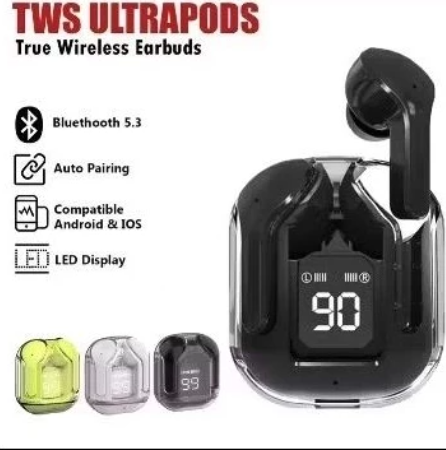 TWS ULTRAPODS
True Wireless Earbuds
Bluethooth 5.3
Auto Pairing
Compatible
Android & IOS
LED Display
L R
90
99